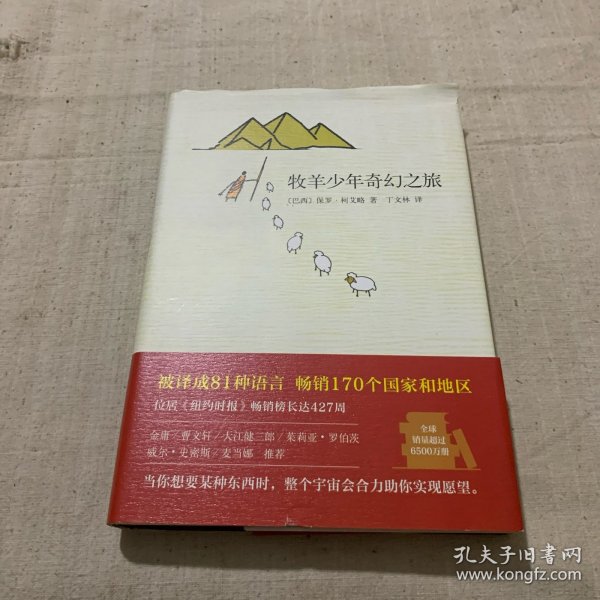 牧羊少年奇幻之旅
〔巴西〕保罗·柯艾略 著 丁文林 译
被译成81种语言 畅销170个国家和地区
位居《纽约时报》畅销榜长达427周
金庸/曹文轩/大江健三郎/茱莉亚·罗伯茨
威尔·史密斯/麦当娜 推荐
全球
销量超过
6500万册
当你想要某种东西时，整个宇宙会合力助你实现愿望。
孔夫子旧书网
www.kongfz.com